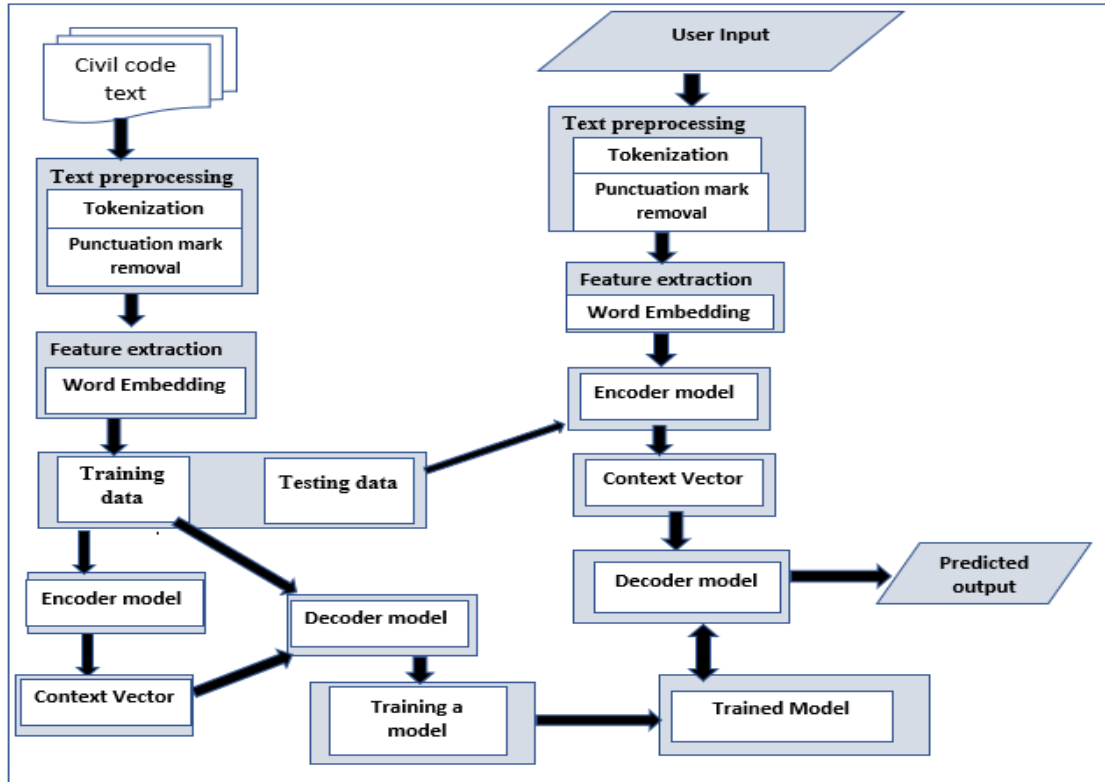 Civil code
text
Text preprocessing
Tokenization
Punctuation mark
removal
Feature extraction
Word Embedding
Training
data
Testing data
Encoder model
Context Vector
Decoder model
Training a
model
User Input
Text preprocessing
Tokenization
Punctuation mark
removal
Feature extraction
Word Embedding
Encoder model
Context Vector
Decoder model
Predicted
output
Trained Model